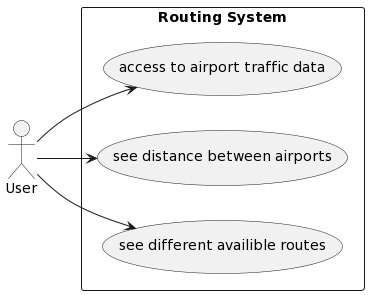 Routing System
access to airport traffic data
see distance between airports
User
see different availible routes